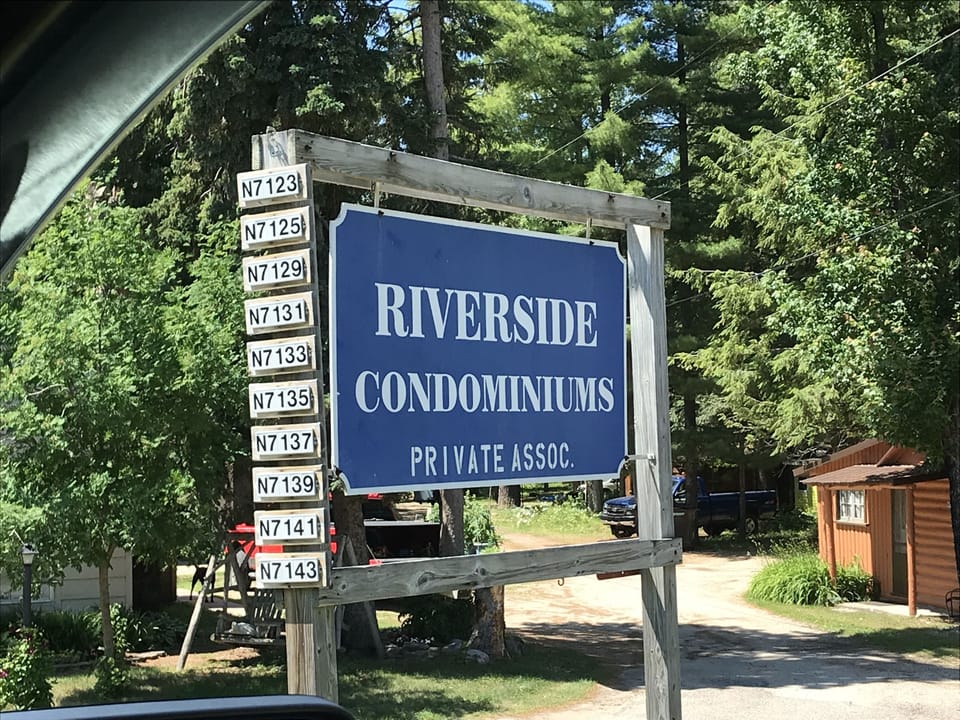 N7123
N7125
N7129
N7131
N7133
N7135
N7137
N7139
N7141
N7143
RIVERSIDE
CONDOMINIUMS
PRIVATE ASSOC.